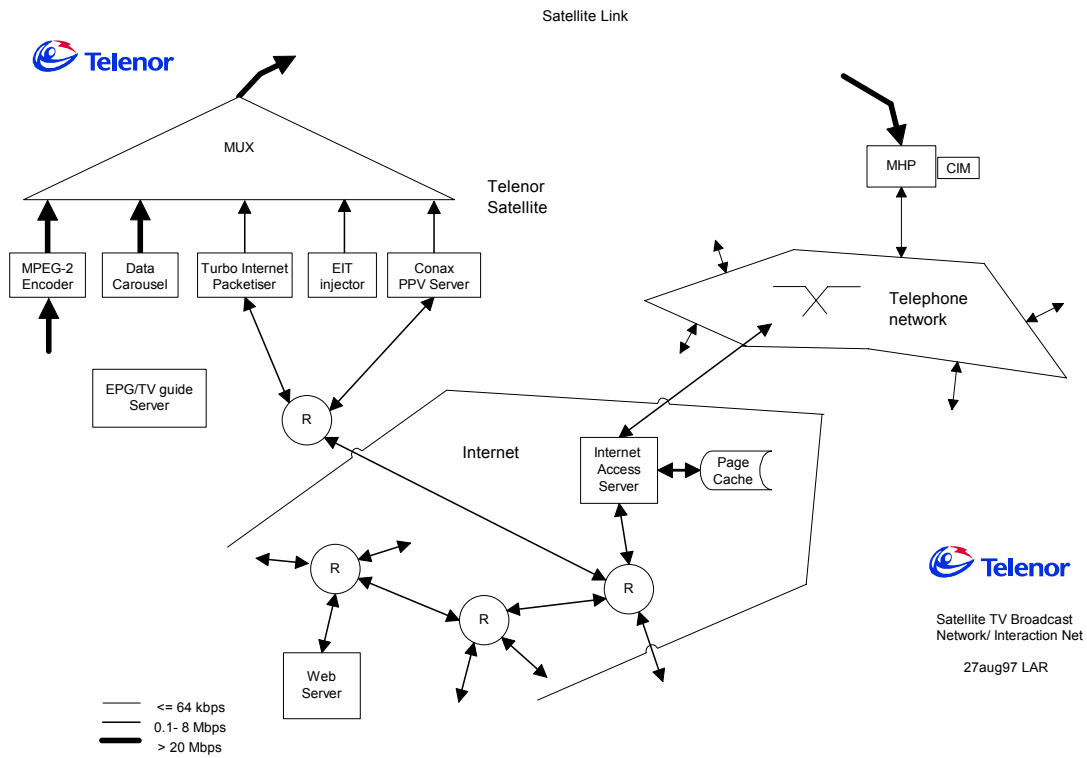 Satellite Link
Telenor
MUX
MHP
CIM
Telenor
Satellite
MPEG-2
Encoder
Data
Carousel
Turbo Internet
Packetiser
EIT
injector
Conax
PPV Server
Telephone
network
EPG/TV guide
Server
R
Internet
Internet
Access
Server
Page
Cache
R
R
R
Telenor
Satellite TV Broadcast
Network/ Interaction Net
27aug97 LAR
Web
Server
<= 64 kbps
0.1- 8 Mbps
> 20 Mbps